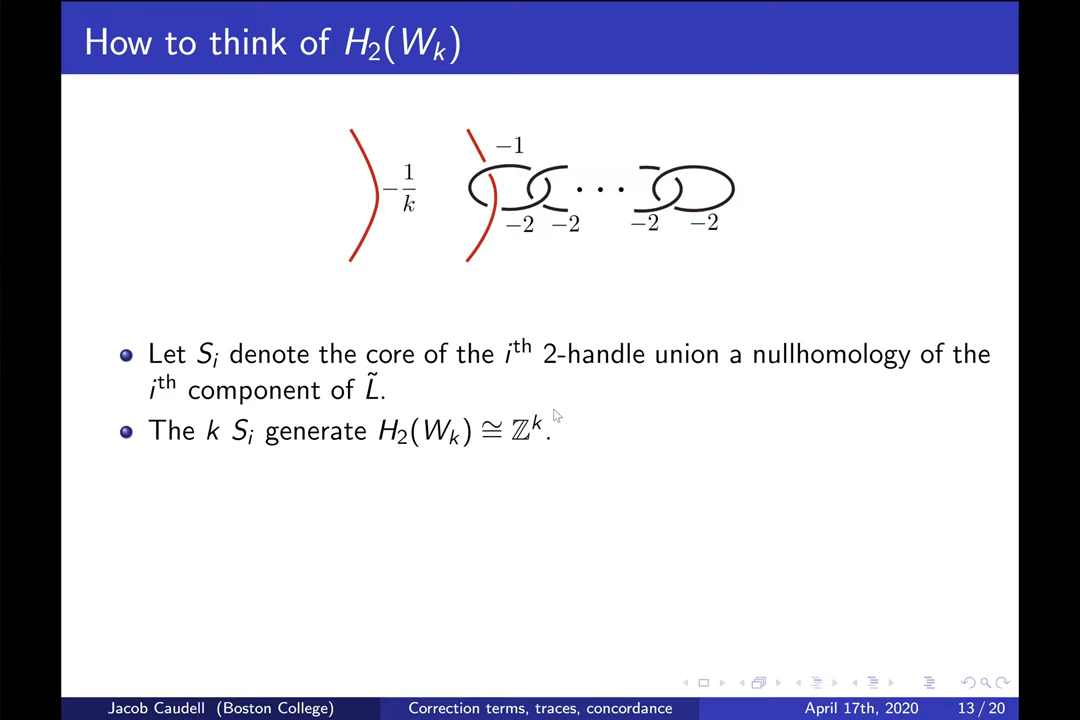 How to think of H₂(Wₖ)
−1
−1/k
−2 −2 −2 −2
Let Sᵢ denote the core of the iᵗʰ 2-handle union a nullhomology of the
iᵗʰ component of L̃.
The k Sᵢ generate H₂(Wₖ) ≅ ℤᵏ.
Jacob Caudell (Boston College) Correction terms, traces, concordance April 17th, 2020 13 / 20